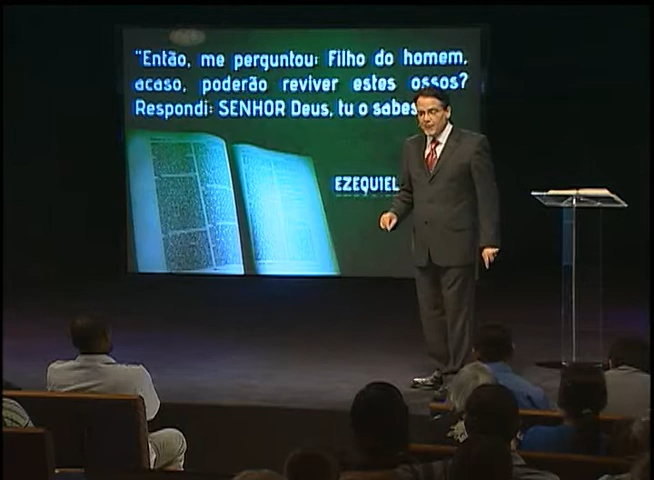 "Então, me perguntou: Filho do homem,
acaso, poderão reviver estes ossos?
Respondi: SENHOR Deus, tu o sabes
EZEQUIEL